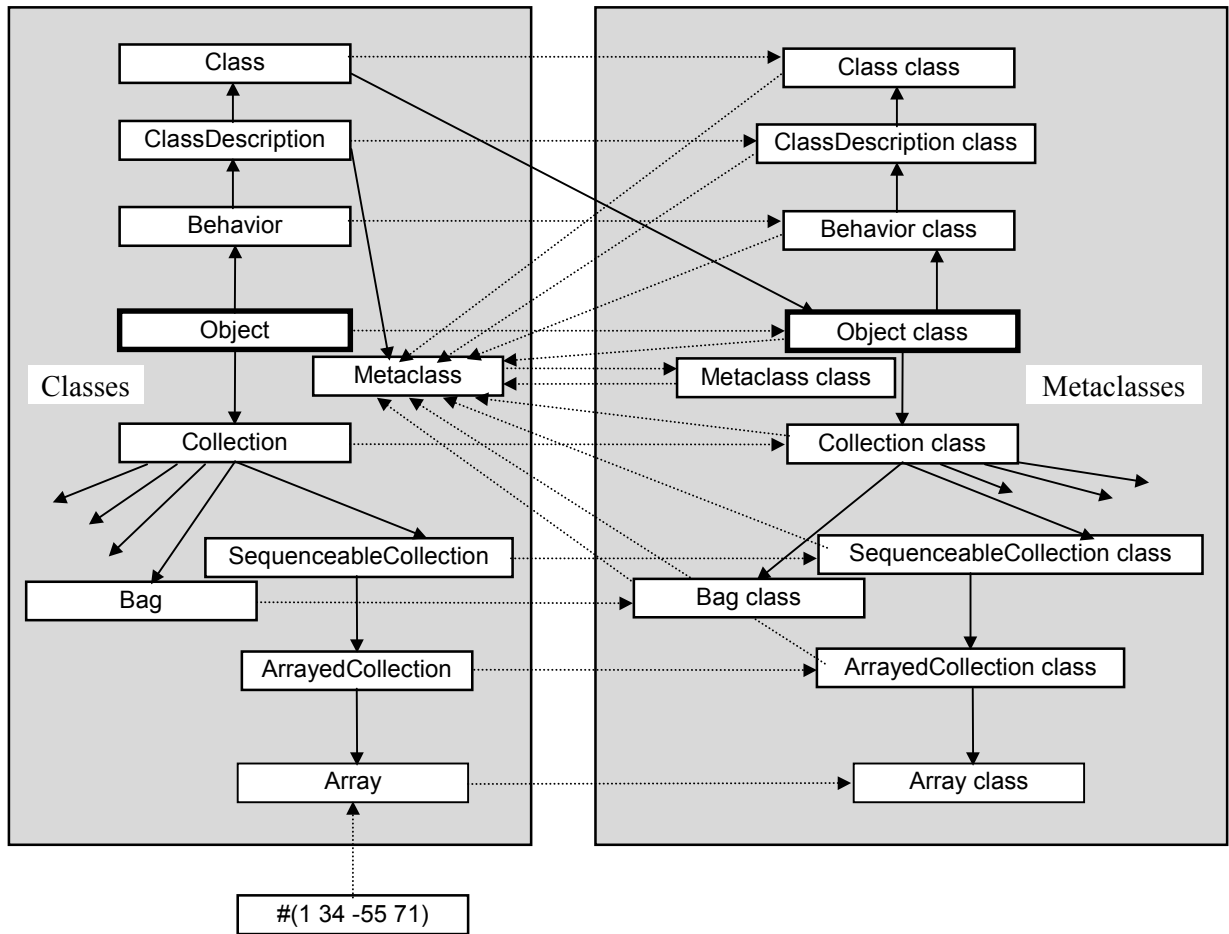 Class
Class class
ClassDescription
ClassDescription class
Behavior
Behavior class
Object
Object class
Metaclass
Metaclass class
Classes
Metaclasses
Collection
Collection class
SequenceableCollection
SequenceableCollection class
Bag
Bag class
ArrayedCollection
ArrayedCollection class
Array
Array class
#(1 34 -55 71)